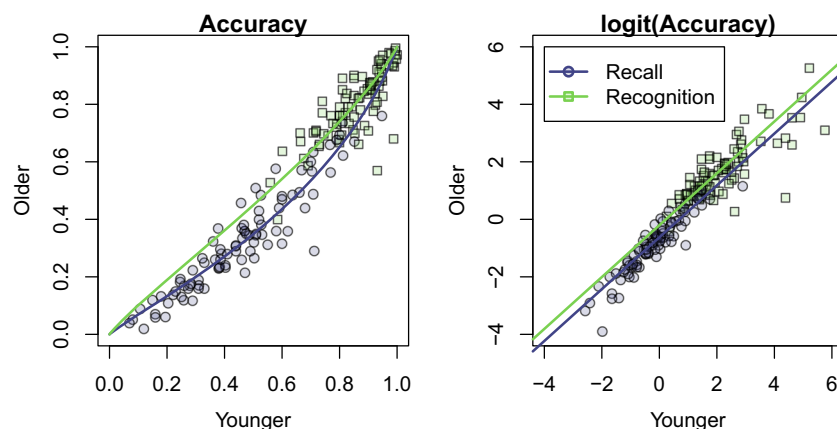 Accuracy
1.0
0.8
0.6
0.4
0.2
0.0
Older
0.0 0.2 0.4 0.6 0.8 1.0
Younger
logit(Accuracy)
Recall
Recognition
6
4
2
0
−2
−4
Older
−4 −2 0 2 4 6
Younger